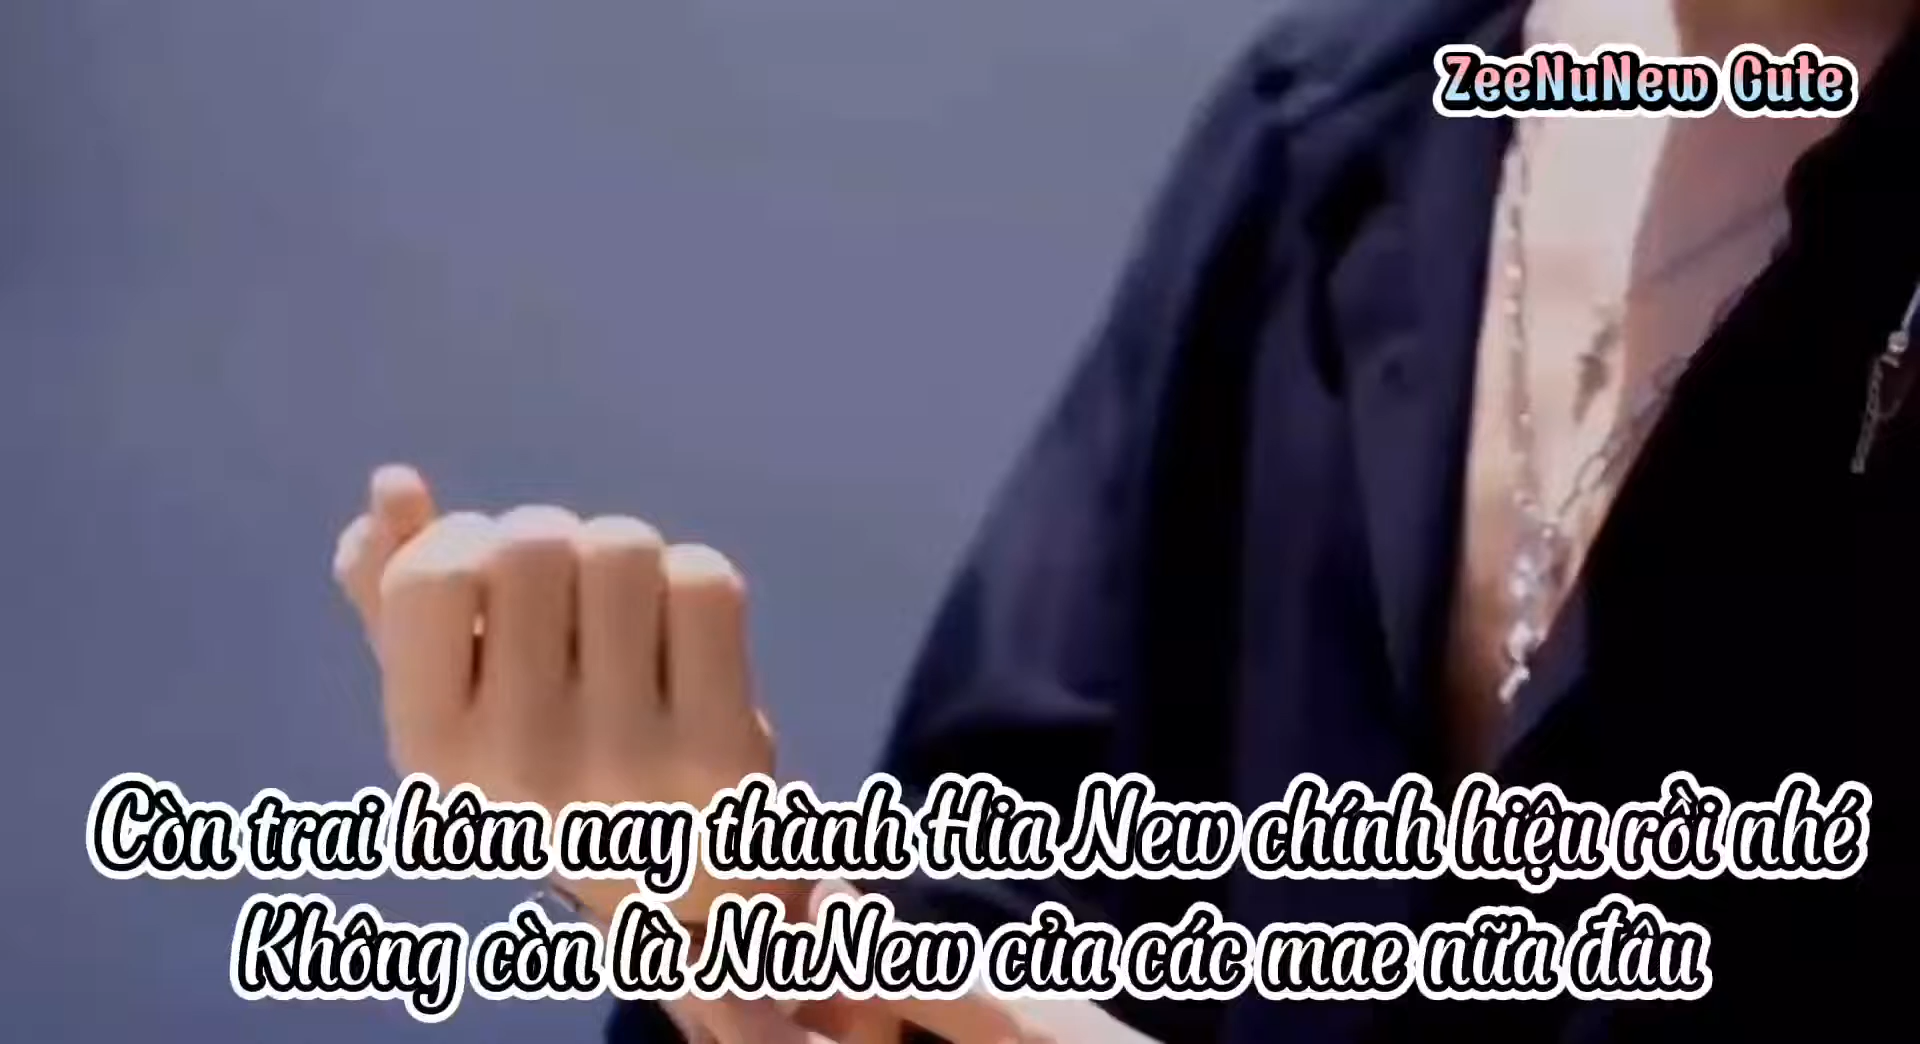 ZeeNuNew Cute
Còn trai hôm nay thành Hia New chính hiệu rồi nhé
Không còn là NuNew của các mae nữa đâu